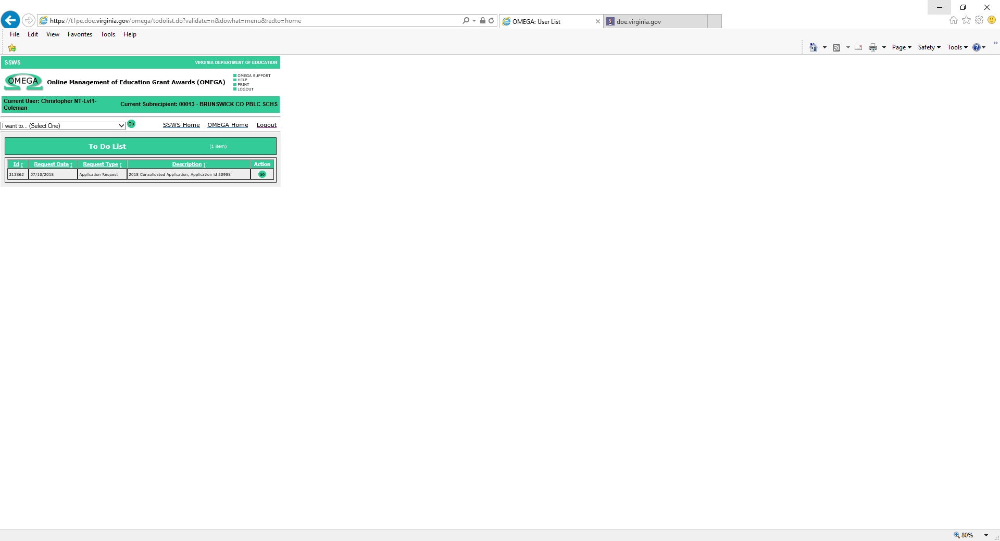 https://t1pe.doe.virginia.gov/omega/todolist.do?validate=n&dowhat=menu&redto=home
OMEGA: User List
doe.virginia.gov
File Edit View Favorites Tools Help
Page Safety Tools
SSWS VIRGINIA DEPARTMENT OF EDUCATION
OMEGA
Online Management of Education Grant Awards (OMEGA)
OMEGA SUPPORT
HELP
PRINT
LOGOUT
Current User: Christopher NT-Lvl1-
Coleman
Current Subrecipient: 00013 - BRUNSWICK CO PBLC SCHS
I want to... (Select One) Go SSWS Home OMEGA Home Logout
To Do List (1 item)
Id ↕ Request Date ↕ Request Type ↕ Description ↕ Action
313862 07/10/2018 Application Request 2018 Consolidated Application, Application id 30988 Go
80%